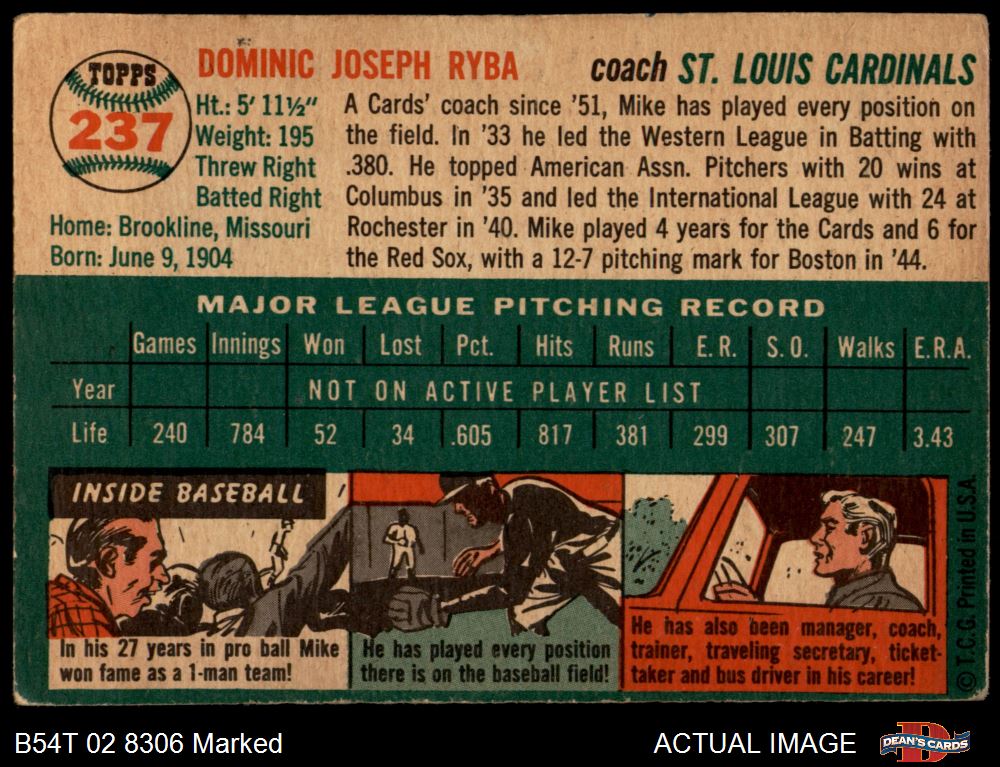 TOPPS
237
DOMINIC JOSEPH RYBA
coach ST. LOUIS CARDINALS
Ht.: 5' 11½"
Weight: 195
Threw Right
Batted Right
Home: Brookline, Missouri
Born: June 9, 1904
A Cards' coach since '51, Mike has played every position on
the field. In '33 he led the Western League in Batting with
.380. He topped American Assn. Pitchers with 20 wins at
Columbus in '35 and led the International League with 24 at
Rochester in '40. Mike played 4 years for the Cards and 6 for
the Red Sox, with a 12-7 pitching mark for Boston in '44.
MAJOR LEAGUE PITCHING RECORD
Games Innings Won Lost Pct. Hits Runs E. R. S. O. Walks E.R.A.
Year NOT ON ACTIVE PLAYER LIST
Life 240 784 52 34 .605 817 381 299 307 247 3.43
INSIDE BASEBALL
In his 27 years in pro ball Mike
won fame as a 1-man team!
He has played every position
there is on the baseball field!
He has also been manager, coach,
trainer, traveling secretary, ticket-
taker and bus driver in his career!
© T.C.G. Printed in U.S.A.
B54T 02 8306 Marked
ACTUAL IMAGE
D
DEAN'S CARDS